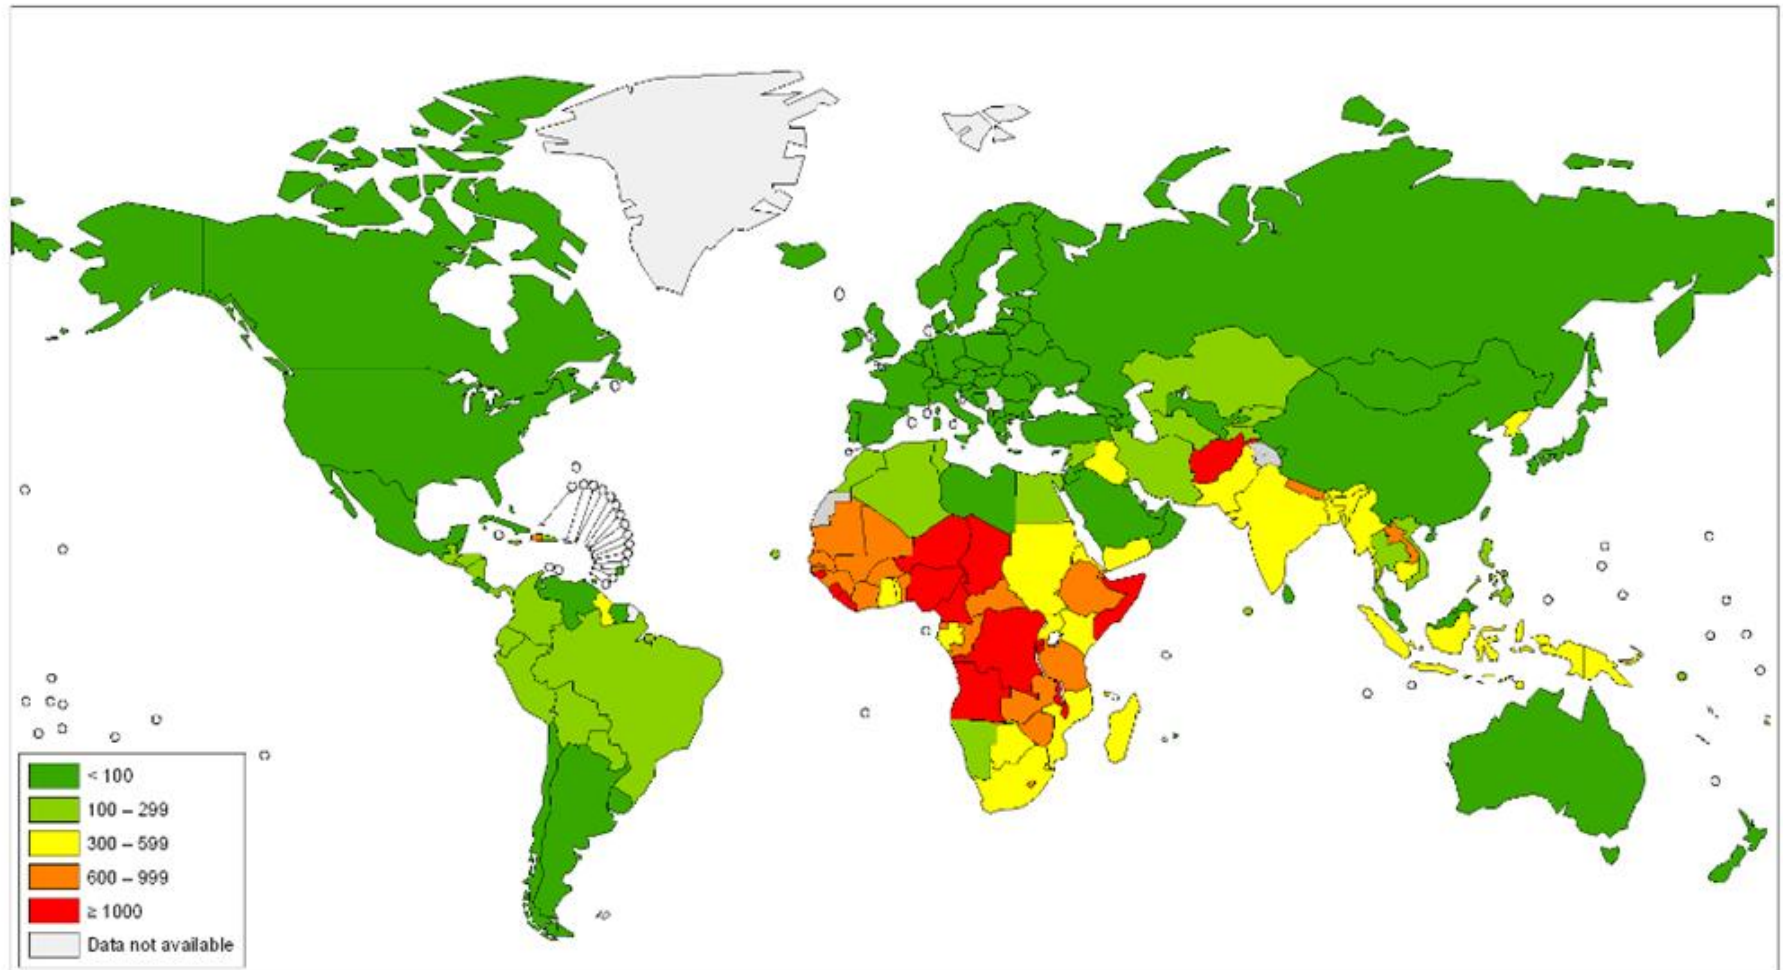 < 100
100 – 299
300 – 599
600 – 999
≥ 1000
Data not available